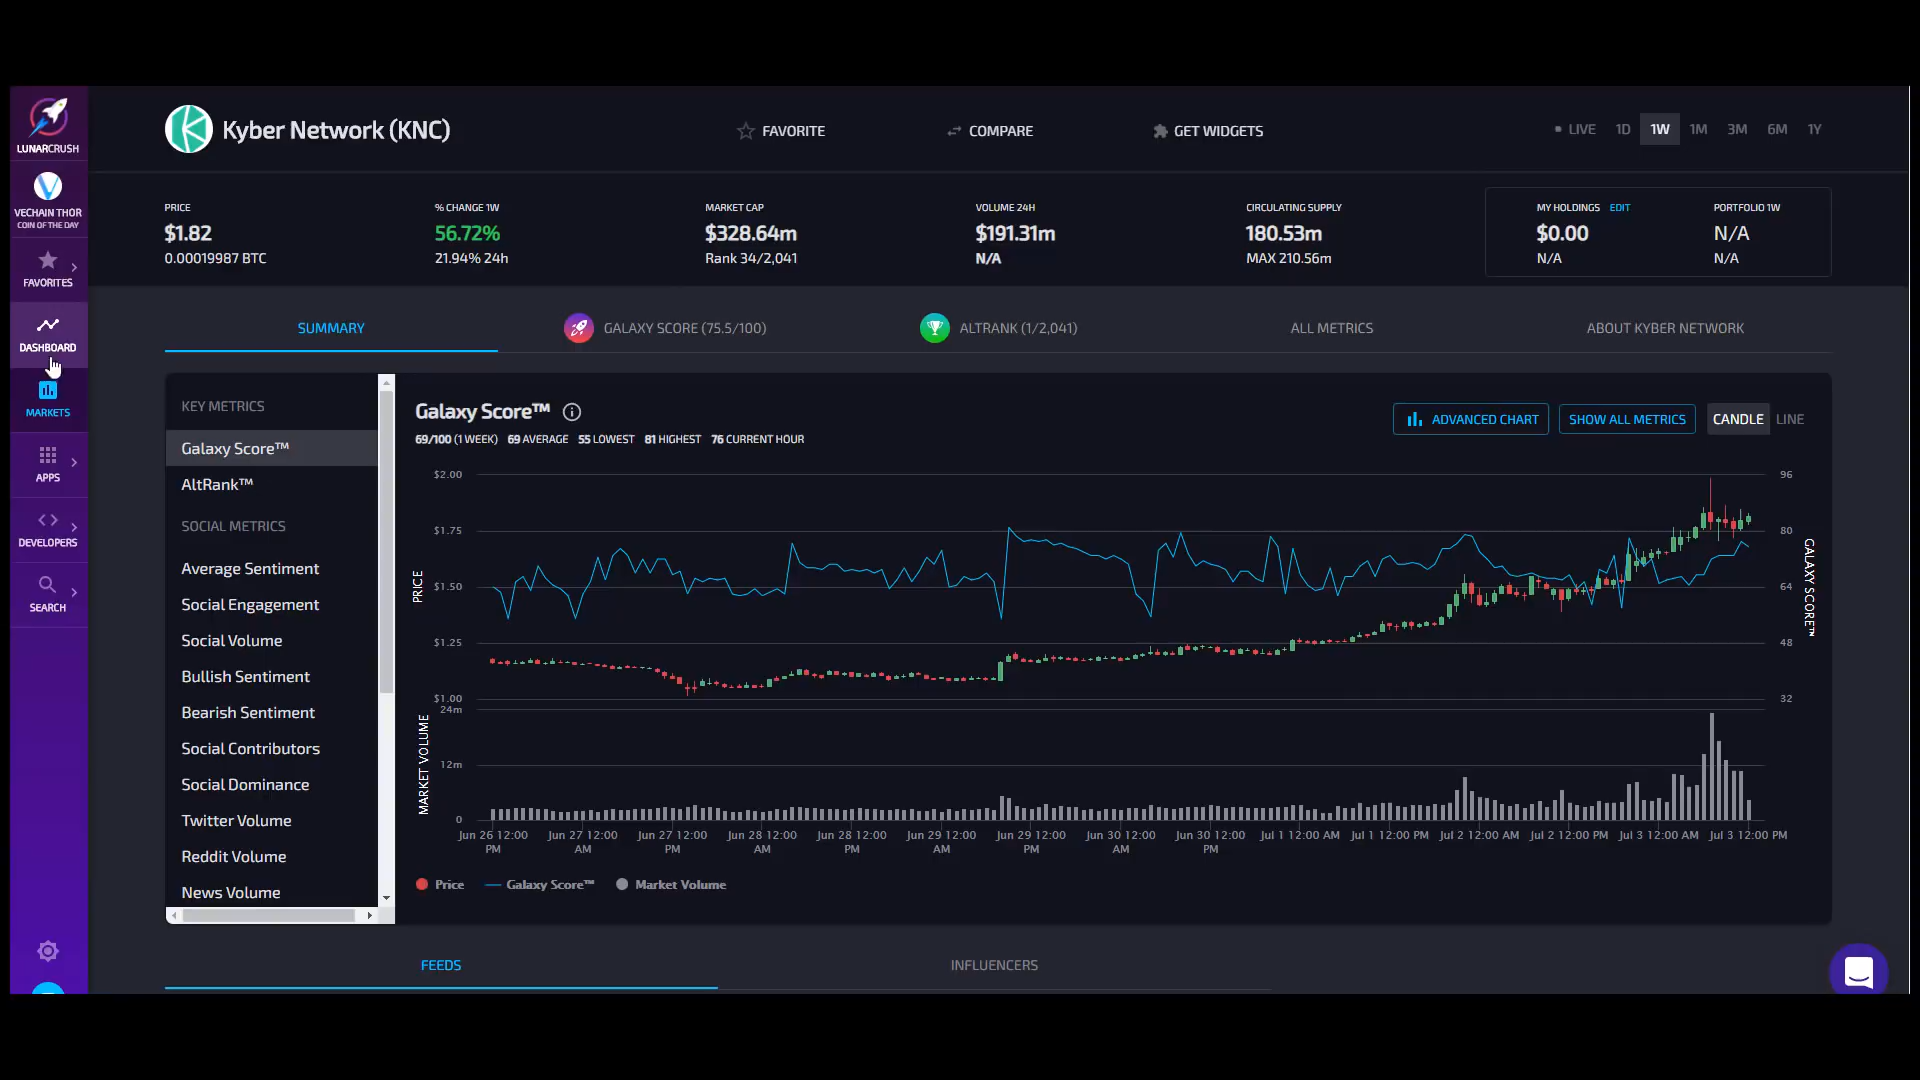 LUNARCRUSH
VECHAIN THOR
COIN OF THE DAY
FAVORITES
DASHBOARD
MARKETS
APPS
DEVELOPERS
SEARCH
Kyber Network (KNC)
FAVORITE
COMPARE
GET WIDGETS
LIVE 1D 1W 1M 3M 6M 1Y
PRICE
$1.82
0.00019987 BTC
% CHANGE 1W
56.72%
21.94% 24h
MARKET CAP
$328.64m
Rank 34/2,041
VOLUME 24H
$191.31m
N/A
CIRCULATING SUPPLY
180.53m
MAX 210.56m
MY HOLDINGS EDIT
$0.00
N/A
PORTFOLIO 1W
N/A
N/A
SUMMARY
GALAXY SCORE (75.5/100)
ALTRANK (1/2,041)
ALL METRICS
ABOUT KYBER NETWORK
KEY METRICS
Galaxy Score™
AltRank™
SOCIAL METRICS
Average Sentiment
Social Engagement
Social Volume
Bullish Sentiment
Bearish Sentiment
Social Contributors
Social Dominance
Twitter Volume
Reddit Volume
News Volume
Galaxy Score™
69/100 (1 WEEK) 69 AVERAGE 55 LOWEST 81 HIGHEST 76 CURRENT HOUR
ADVANCED CHART
SHOW ALL METRICS
CANDLE LINE
PRICE
$2.00
$1.75
$1.50
$1.25
$1.00
96
80
64
48
32
GALAXY SCORE™
MARKET VOLUME
24m
12m
0
Jun 26 12:00 PM
Jun 27 12:00 AM
Jun 27 12:00 PM
Jun 28 12:00 AM
Jun 28 12:00 PM
Jun 29 12:00 AM
Jun 29 12:00 PM
Jun 30 12:00 AM
Jun 30 12:00 PM
Jul 1 12:00 AM
Jul 1 12:00 PM
Jul 2 12:00 AM
Jul 2 12:00 PM
Jul 3 12:00 AM
Jul 3 12:00 PM
Price
Galaxy Score™
Market Volume
FEEDS
INFLUENCERS